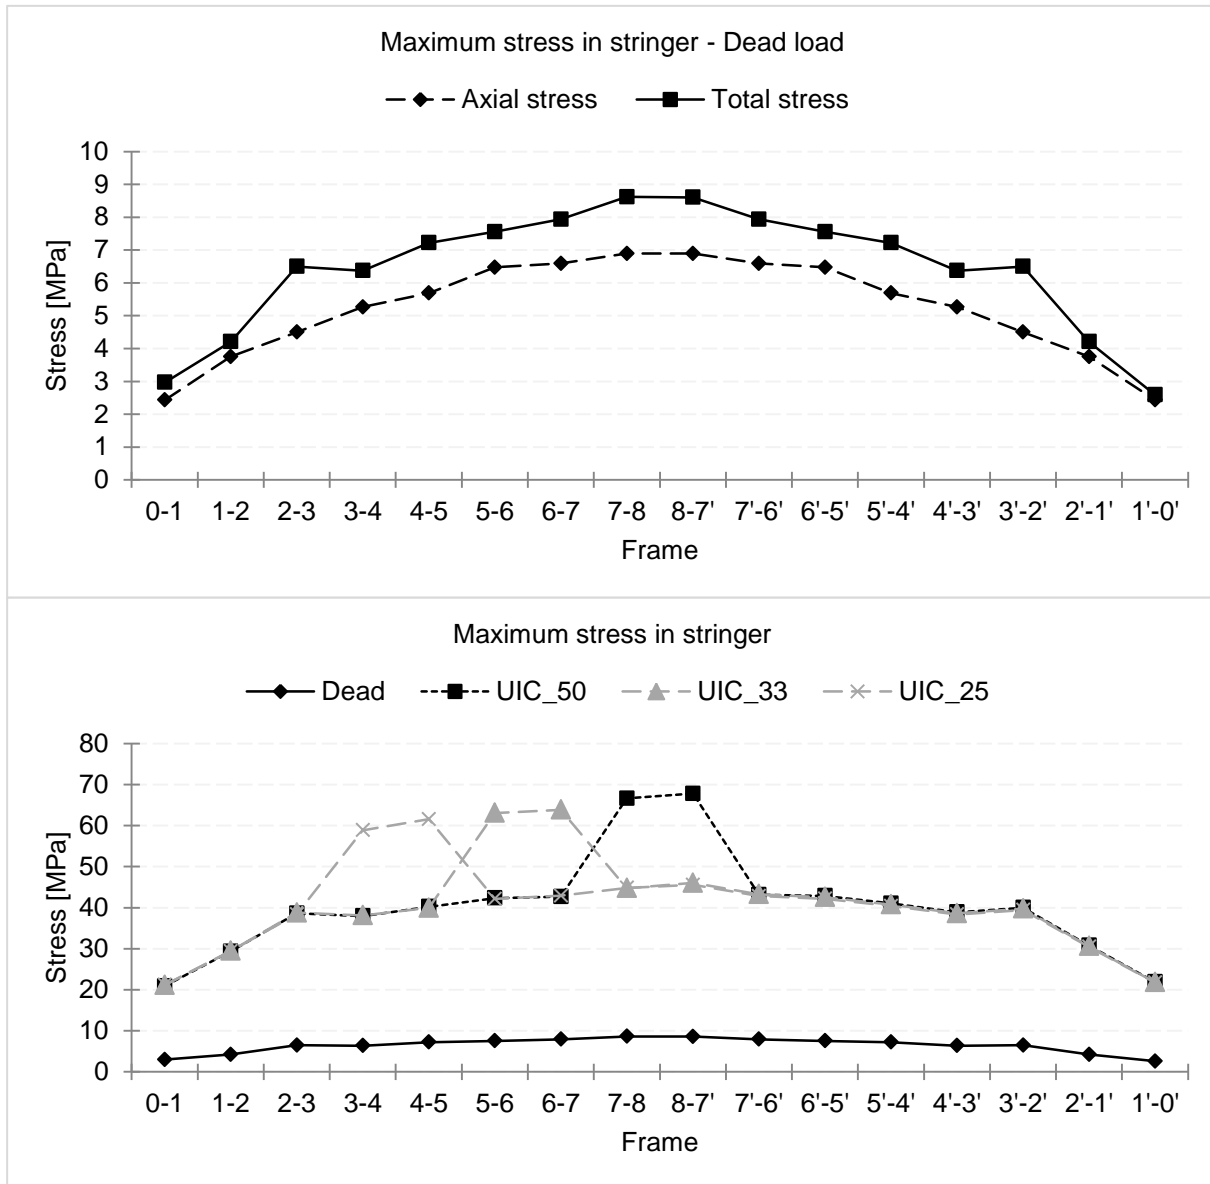 Maximum stress in stringer - Dead load
Axial stress Total stress
10
9
8
7
6
5
4
3
2
1
0
Stress [MPa]
0-1 1-2 2-3 3-4 4-5 5-6 6-7 7-8 8-7' 7'-6' 6'-5' 5'-4' 4'-3' 3'-2' 2'-1' 1'-0'
Frame
Maximum stress in stringer
Dead UIC_50 UIC_33 UIC_25
80
70
60
50
40
30
20
10
0
Stress [MPa]
0-1 1-2 2-3 3-4 4-5 5-6 6-7 7-8 8-7' 7'-6' 6'-5' 5'-4' 4'-3' 3'-2' 2'-1' 1'-0'
Frame